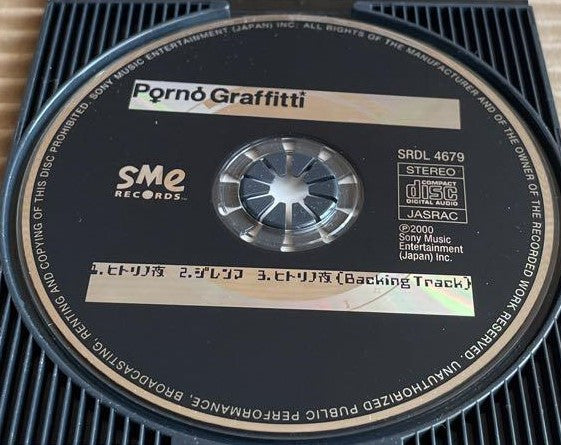 UNAUTHORIZED PUBLIC PERFORMANCE, BROADCASTING, RENTING AND COPYING OF THIS DISC PROHIBITED. SONY MUSIC ENTERTAINMENT (JAPAN) INC. ALL RIGHTS OF THE MANUFACTURER AND OF THE OWNER OF THE RECORDED WORK RESERVED.
Porno Graffitti
SRDL 4679
STEREO
COMPACT
disc
DIGITAL AUDIO
JASRAC
SMe
RECORDS
℗2000
Sony Music
Entertainment
(Japan) Inc.
1.ヒトリノ夜 2.ジレンマ 3.ヒトリノ夜(Backing Track)